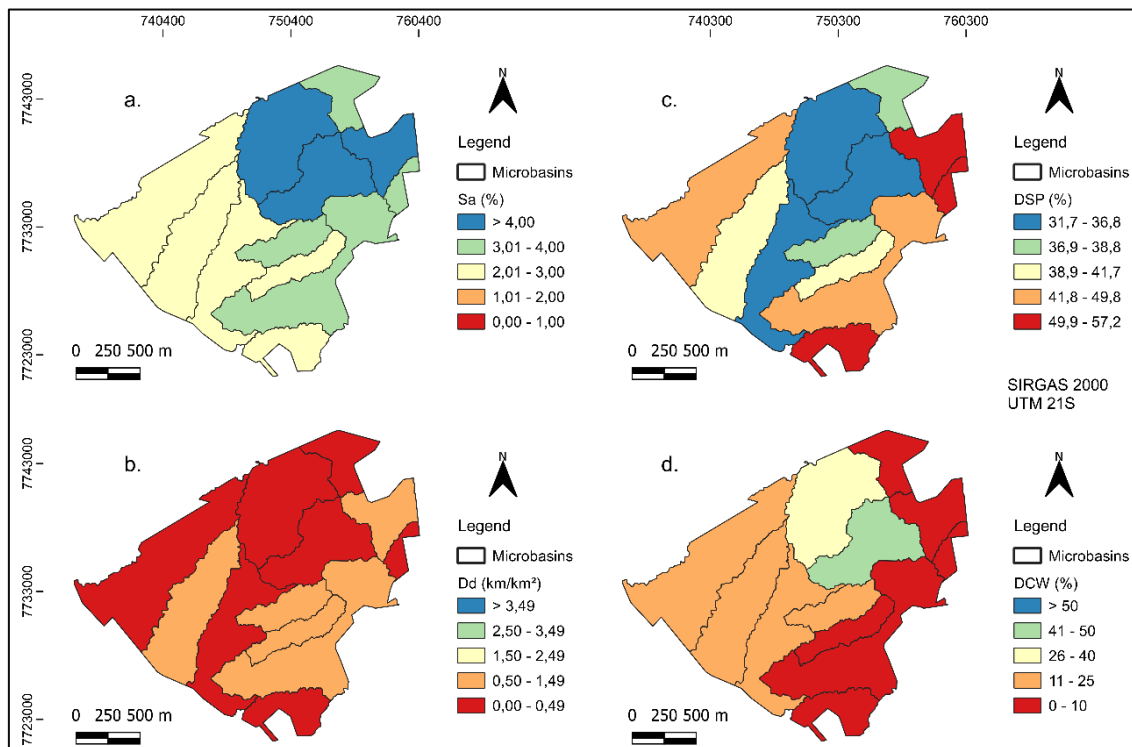 740400 750400 760400
740300 750300 760300
7743000
7733000
7723000
a.
N
Legend
Microbasins
Sa (%)
> 4,00
3,01 - 4,00
2,01 - 3,00
1,01 - 2,00
0,00 - 1,00
0 250 500 m
c.
N
Legend
Microbasins
DSP (%)
31,7 - 36,8
36,9 - 38,8
38,9 - 41,7
41,8 - 49,8
49,9 - 57,2
0 250 500 m
SIRGAS 2000
UTM 21S
7743000
7733000
7723000
b.
N
Legend
Microbasins
Dd (km/km²)
> 3,49
2,50 - 3,49
1,50 - 2,49
0,50 - 1,49
0,00 - 0,49
0 250 500 m
d.
N
Legend
Microbasins
DCW (%)
> 50
41 - 50
26 - 40
11 - 25
0 - 10
0 250 500 m